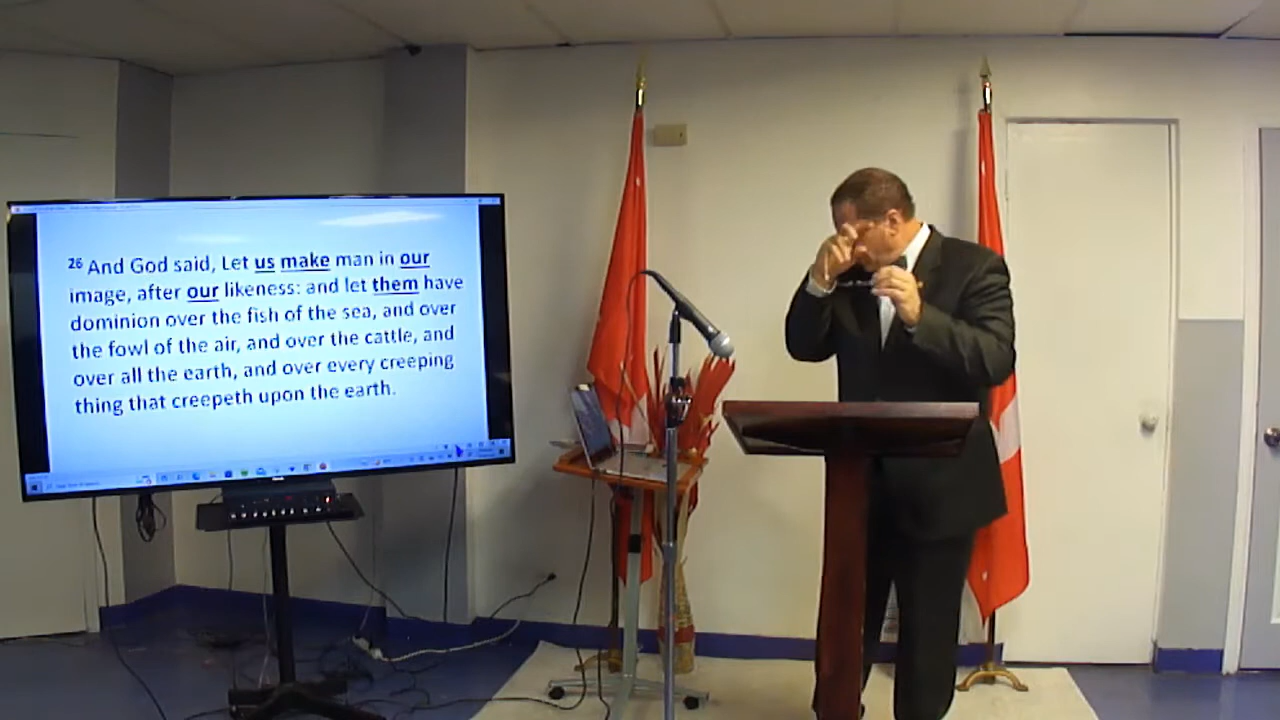 26 And God said, Let us make man in our
image, after our likeness: and let them have
dominion over the fish of the sea, and over
the fowl of the air, and over the cattle, and
over all the earth, and over every creeping
thing that creepeth upon the earth.